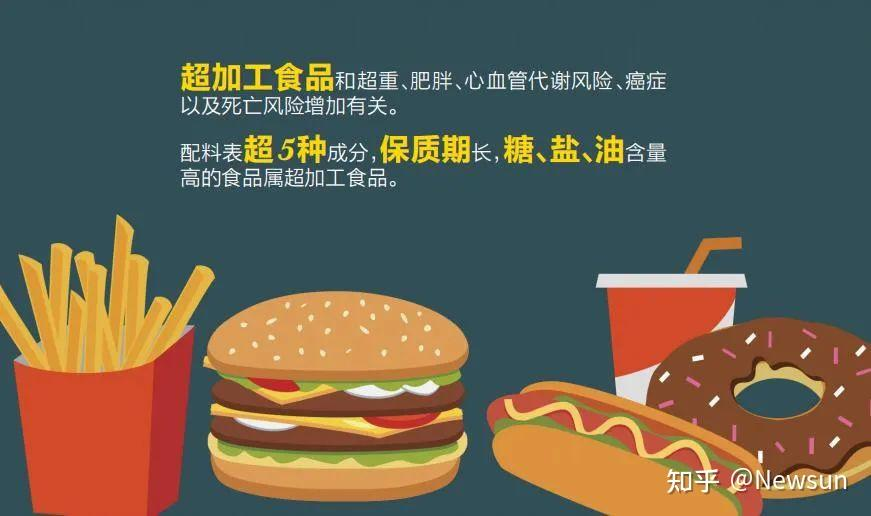 超加工食品和超重、肥胖、心血管代谢风险、癌症
以及死亡风险增加有关。
配料表超5种成分,保质期长,糖、盐、油含量
高的食品属超加工食品。
知乎 @Newsun